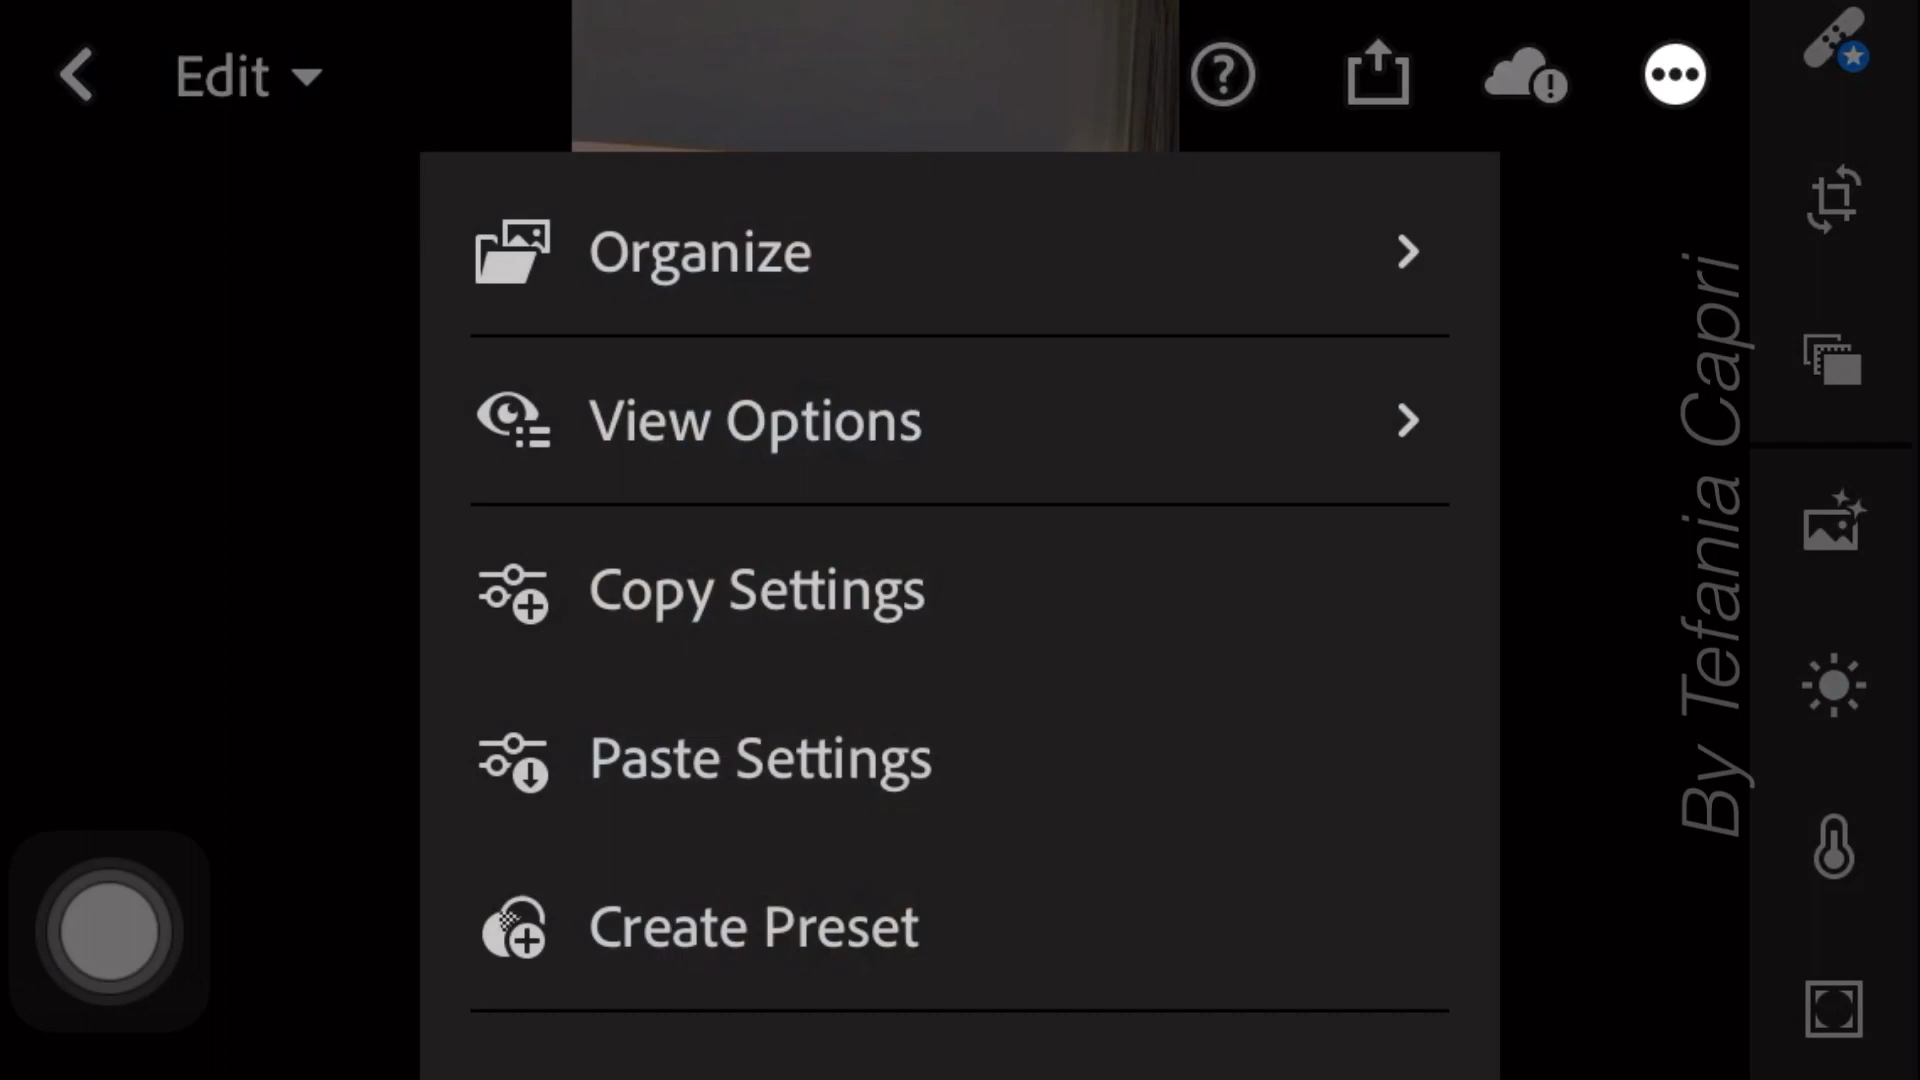 Edit
Organize
View Options
Copy Settings
Paste Settings
Create Preset
By Tefania Capri